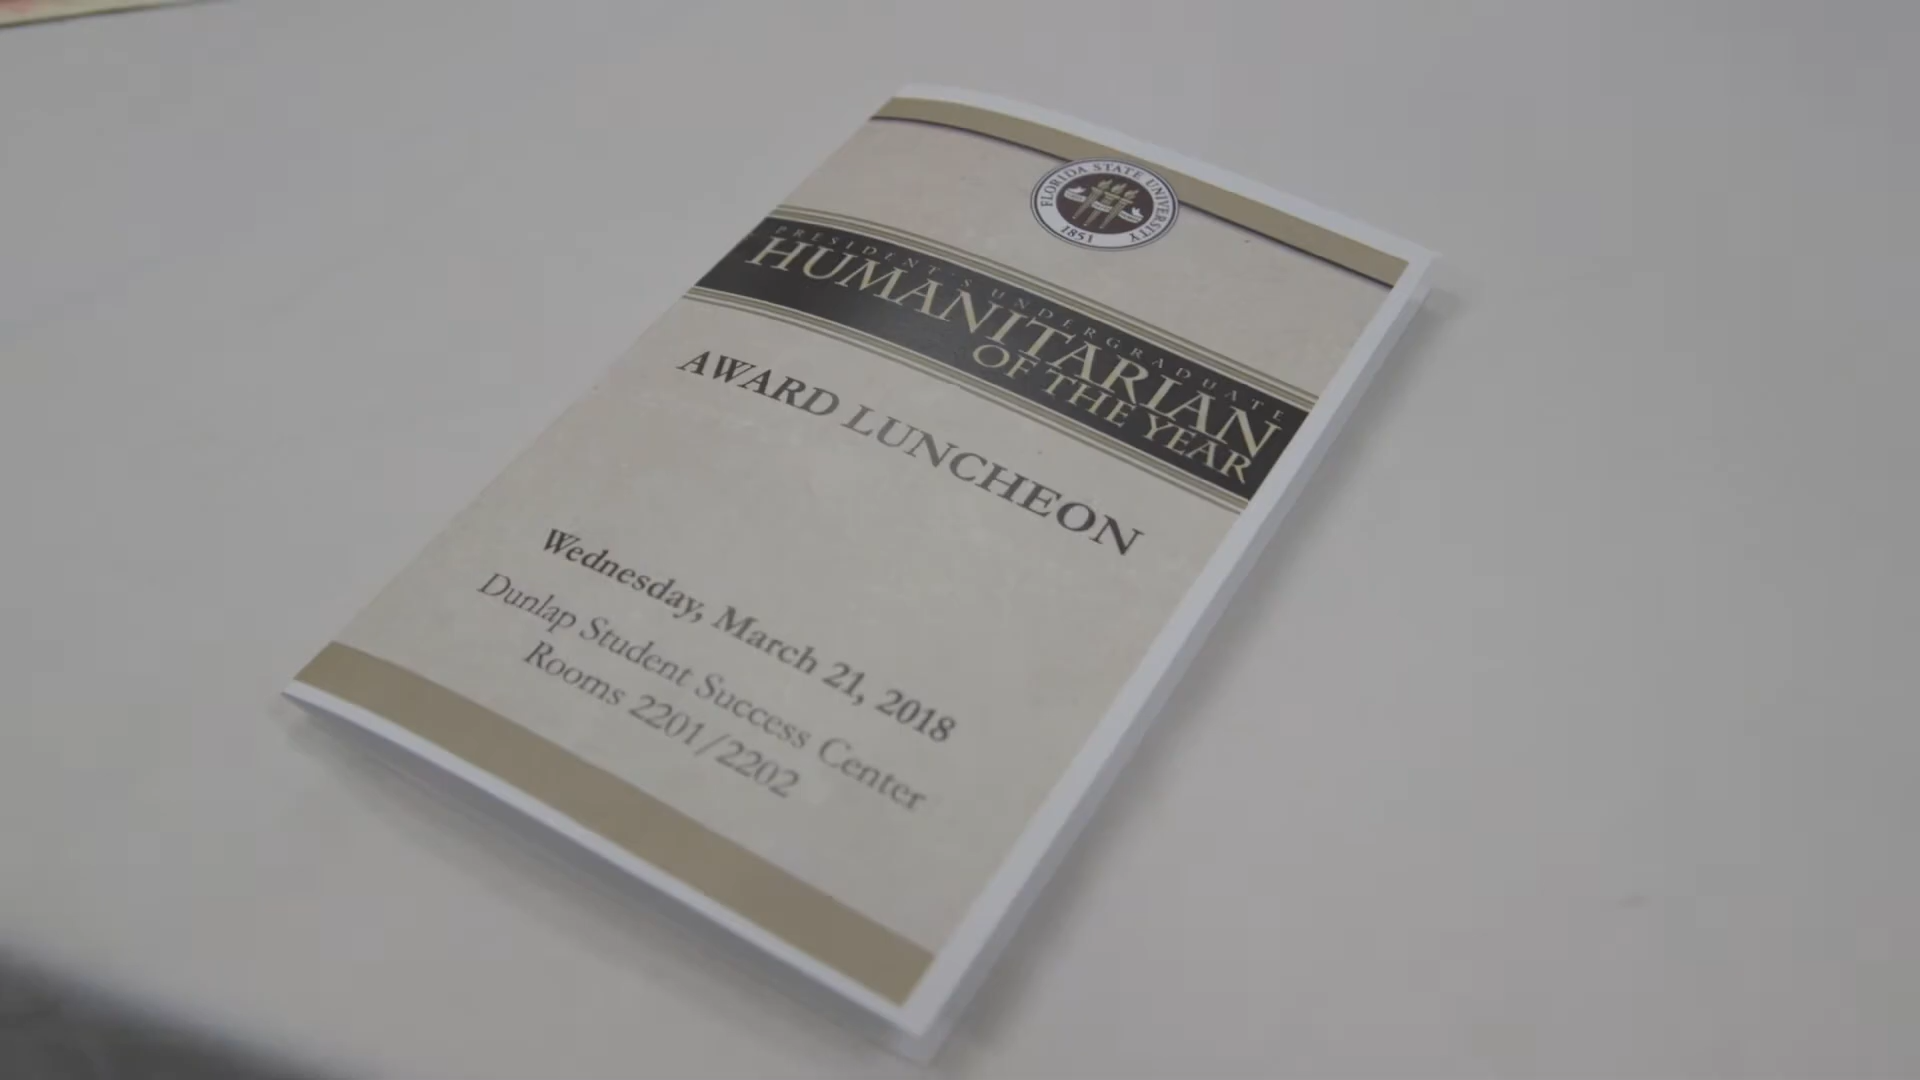 FLORIDA STATE UNIVERSITY
1851
PRESIDENT'S UNDERGRADUATE
HUMANITARIAN
OF THE YEAR
AWARD LUNCHEON
Wednesday, March 21, 2018
Dunlap Student Success Center
Rooms 2201/2202